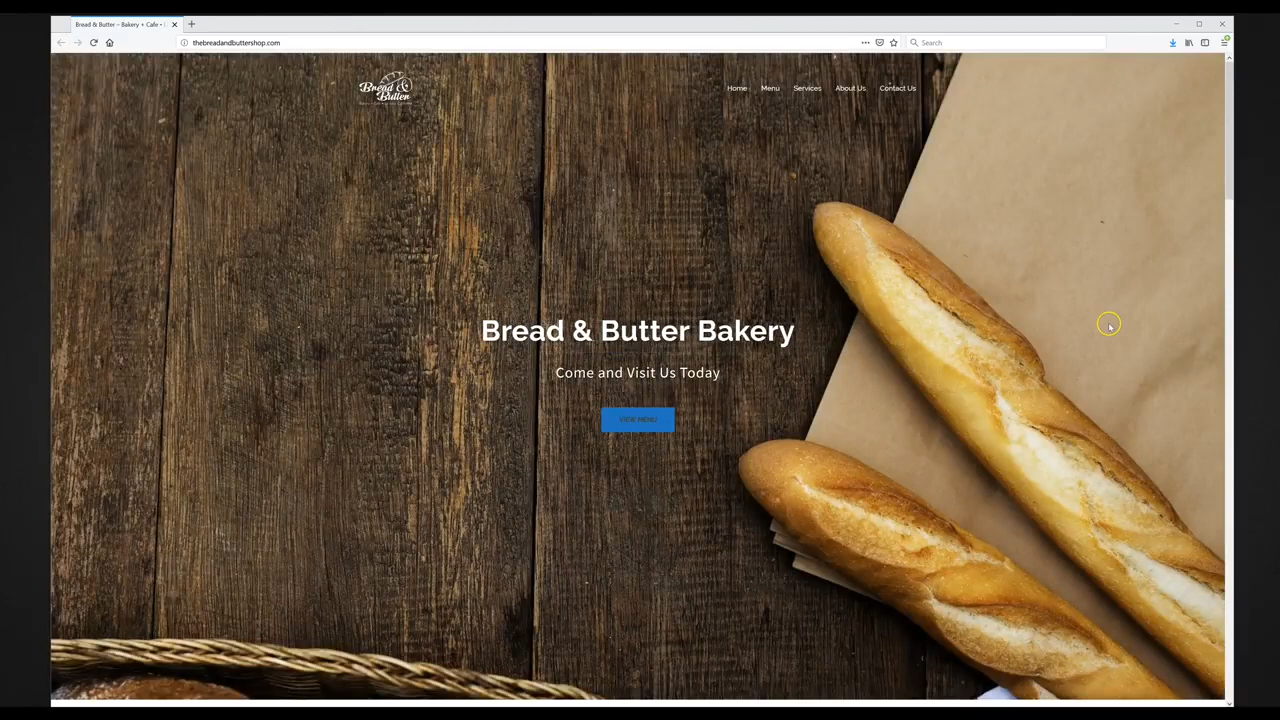 Bread & Butter – Bakery + Cafe •
thebreadandbuttershop.com
Search
Bread &
Butter
Home
Menu
Services
About Us
Contact Us
Bread & Butter Bakery
Come and Visit Us Today
VIEW MENU